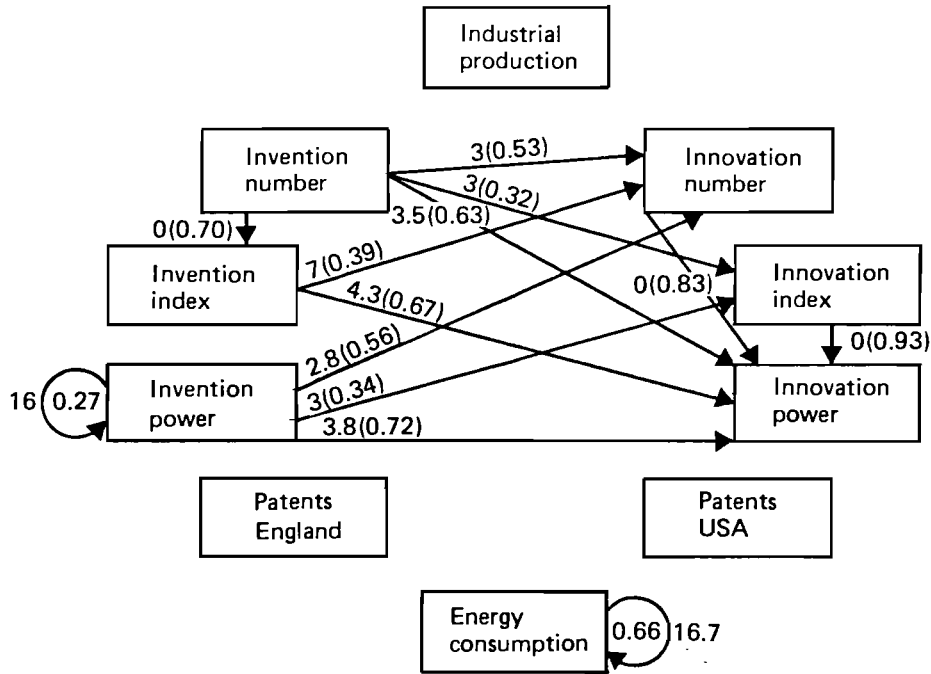 Industrial
production
Invention
number
3(0.53)
Innovation
number
3(0.32)
3.5(0.63)
0(0.70)
Invention
index
7(0.39)
4.3(0.67)
0(0.83)
Innovation
index
0(0.93)
2.8(0.56)
16
0.27
Invention
power
3(0.34)
3.8(0.72)
Innovation
power
Patents
England
Patents
USA
Energy
consumption
0.66
16.7